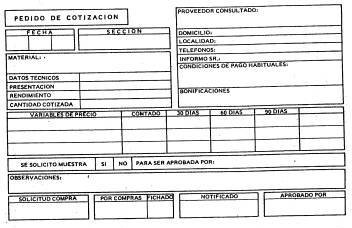 PEDIDO DE COTIZACION
PROVEEDOR CONSULTADO:
FECHA SECCION
DOMICILIO:
LOCALIDAD:
TELEFONOS:
MATERIAL:
INFORMO SR.:
CONDICIONES DE PAGO HABITUALES:
DATOS TECNICOS
PRESENTACION
RENDIMIENTO
BONIFICACIONES
CANTIDAD COTIZADA
VARIABLES DE PRECIO CONTADO 30 DIAS 60 DIAS 90 DIAS
SE SOLICITO MUESTRA SI NO PARA SER APROBADA POR:
OBSERVACIONES:
SOLICITUD COMPRA POR COMPRAS FICHADO NOTIFICADO APROBADO POR